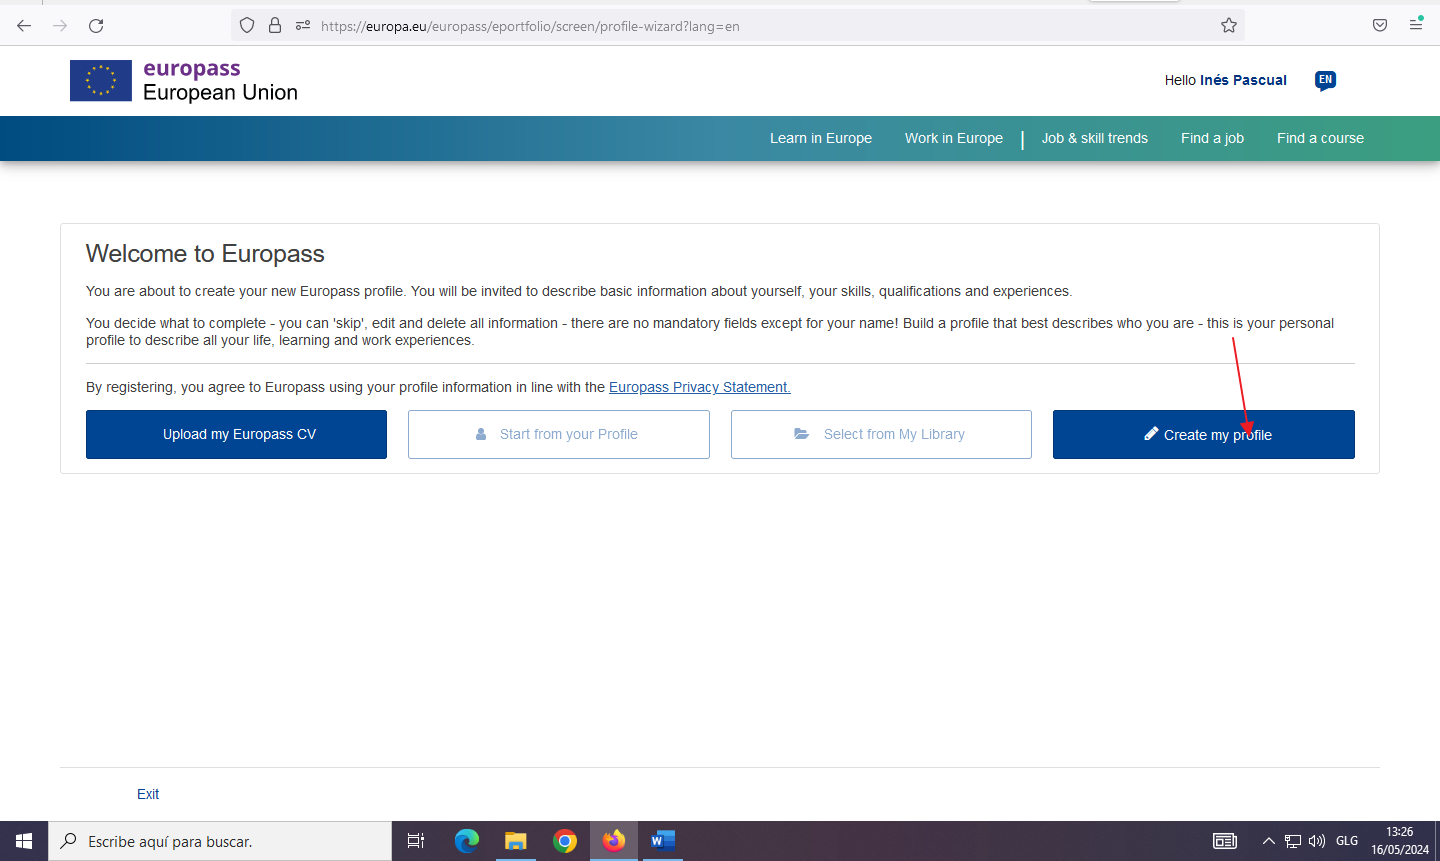 https://europa.eu/europass/eportfolio/screen/profile-wizard?lang=en
europass
European Union
Hello Inés Pascual
EN
Learn in Europe
Work in Europe
Job & skill trends
Find a job
Find a course
Welcome to Europass
You are about to create your new Europass profile. You will be invited to describe basic information about yourself, your skills, qualifications and experiences.
You decide what to complete - you can 'skip', edit and delete all information - there are no mandatory fields except for your name! Build a profile that best describes who you are - this is your personal
profile to describe all your life, learning and work experiences.
By registering, you agree to Europass using your profile information in line with the Europass Privacy Statement.
Upload my Europass CV
Start from your Profile
Select from My Library
Create my profile
Exit
Escribe aquí para buscar.
W
GLG
13:26
16/05/2024